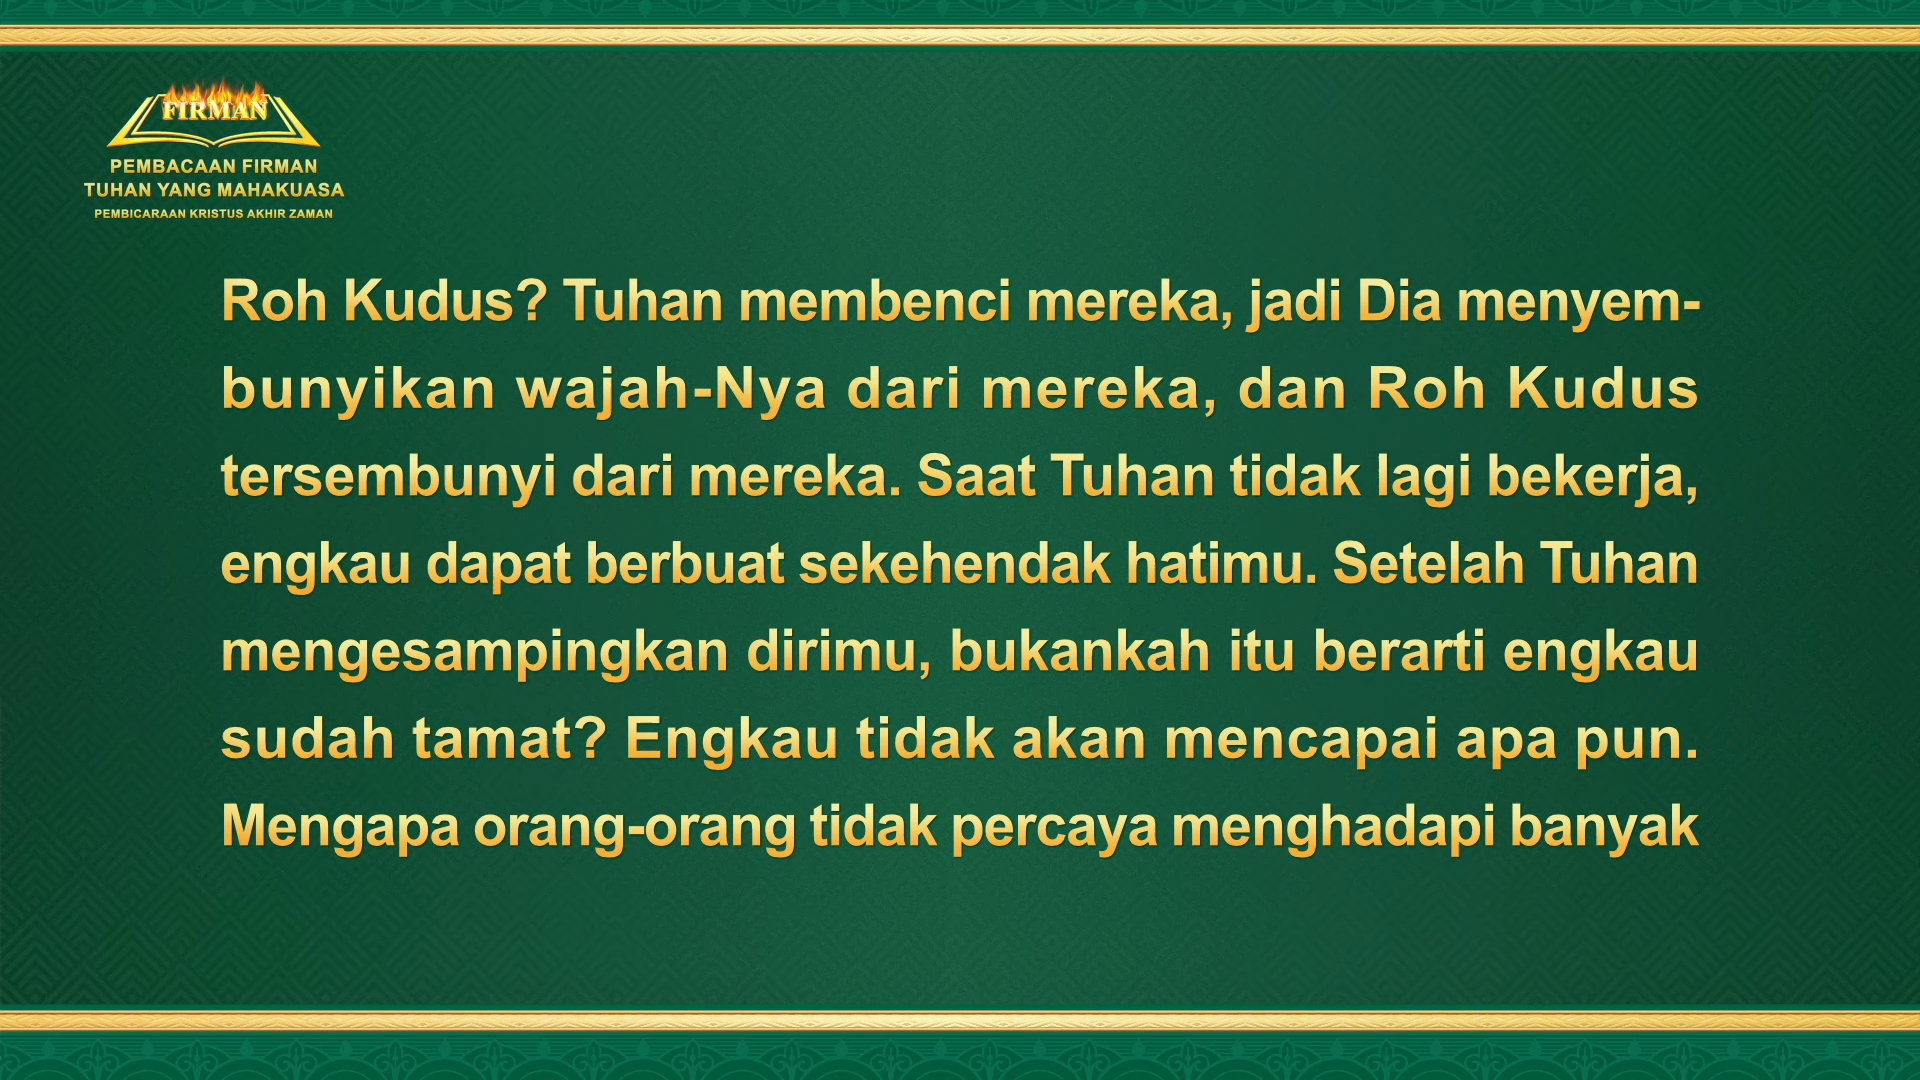 FIRMAN
PEMBACAAN FIRMAN
TUHAN YANG MAHAKUASA
PEMBICARAAN KRISTUS AKHIR ZAMAN
Roh Kudus? Tuhan membenci mereka, jadi Dia menyem-
bunyikan wajah-Nya dari mereka, dan Roh Kudus
tersembunyi dari mereka. Saat Tuhan tidak lagi bekerja,
engkau dapat berbuat sekehendak hatimu. Setelah Tuhan
mengesampingkan dirimu, bukankah itu berarti engkau
sudah tamat? Engkau tidak akan mencapai apa pun.
Mengapa orang-orang tidak percaya menghadapi banyak